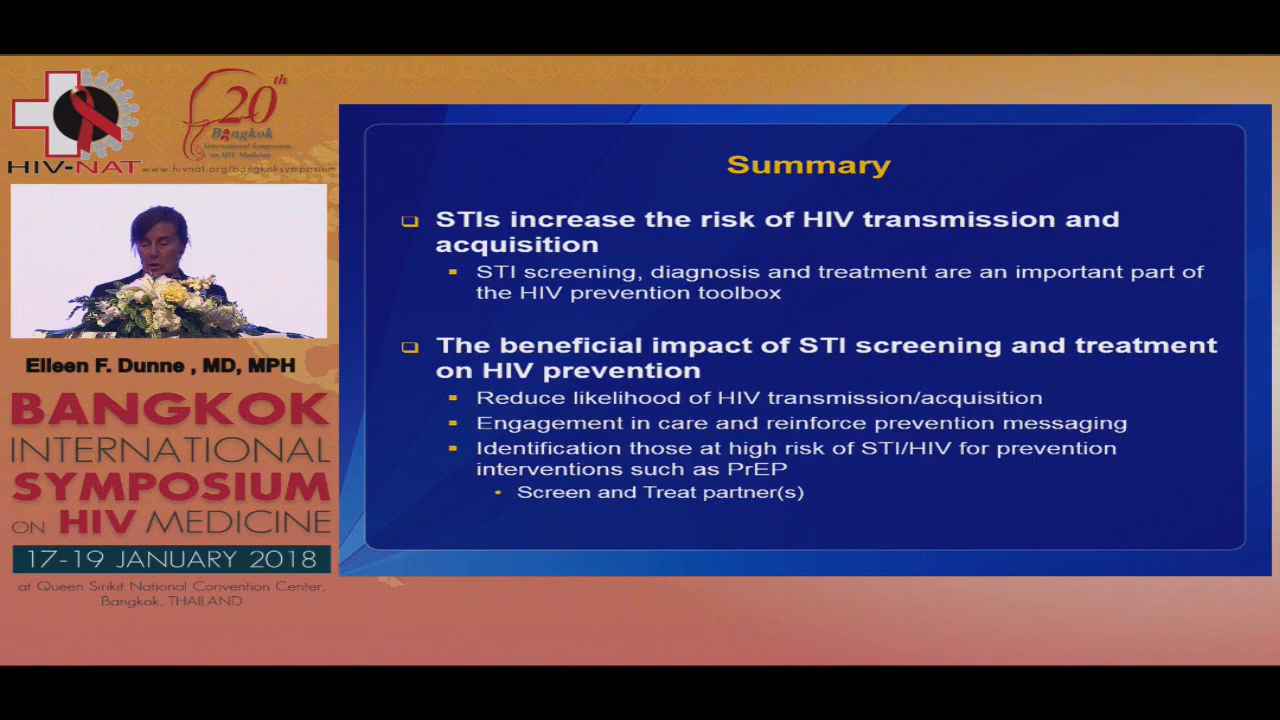 HIV-NAT
www.hivnat.org/bangkoksymposium
20th
Bangkok
International Symposium
on HIV Medicine
Eileen F. Dunne , MD, MPH
BANGKOK
INTERNATIONAL
SYMPOSIUM
ON HIV MEDICINE
17-19 JANUARY 2018
at Queen Sirikit National Convention Center,
Bangkok, THAILAND
Summary
STIs increase the risk of HIV transmission and
acquisition
STI screening, diagnosis and treatment are an important part of
the HIV prevention toolbox
The beneficial impact of STI screening and treatment
on HIV prevention
Reduce likelihood of HIV transmission/acquisition
Engagement in care and reinforce prevention messaging
Identification those at high risk of STI/HIV for prevention
interventions such as PrEP
Screen and Treat partner(s)